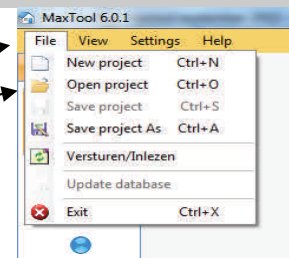 MaxTool 6.0.1
File View Settings Help
New project Ctrl+N
Open project Ctrl+O
Save project Ctrl+S
Save project As Ctrl+A
Versturen/Inlezen
Update database
Exit Ctrl+X